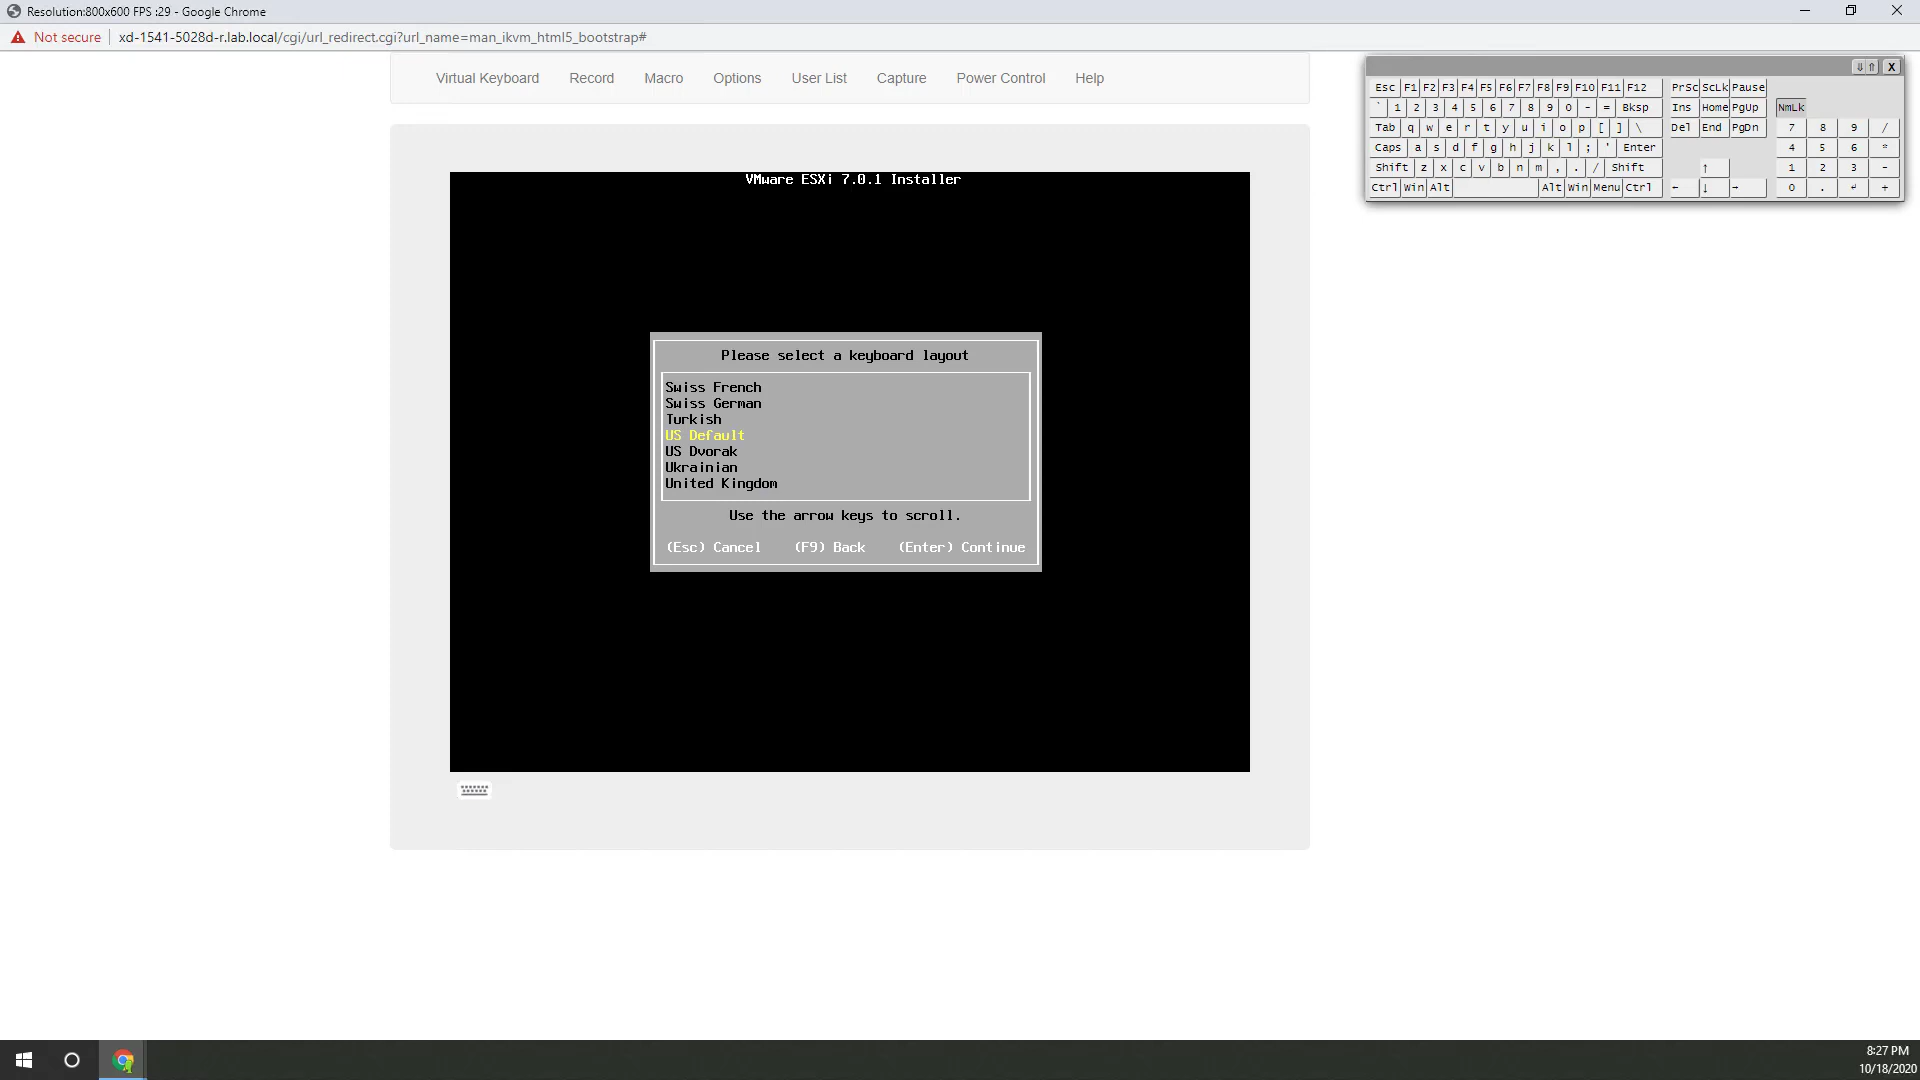 Resolution:800x600 FPS :29 - Google Chrome
Not secure xd-1541-5028d-r.lab.local/cgi/url_redirect.cgi?url_name=man_ikvm_html5_bootstrap#
Virtual Keyboard Record Macro Options User List Capture Power Control Help
X
Esc F1 F2 F3 F4 F5 F6 F7 F8 F9 F10 F11 F12 PrSc ScLk Pause
` 1 2 3 4 5 6 7 8 9 0 - = Bksp Ins Home PgUp NmLk
Tab q w e r t y u i o p [ ] \ Del End PgDn 7 8 9 /
Caps a s d f g h j k l ; ' Enter 4 5 6 *
Shift z x c v b n m , . / Shift ↑ 1 2 3 -
Ctrl Win Alt Alt Win Menu Ctrl ← ↓ → 0 . ↵ +
VMware ESXi 7.0.1 Installer
Please select a keyboard layout
Swiss French
Swiss German
Turkish
US Default
US Dvorak
Ukrainian
United Kingdom
Use the arrow keys to scroll.
(Esc) Cancel (F9) Back (Enter) Continue
8:27 PM
10/18/2020